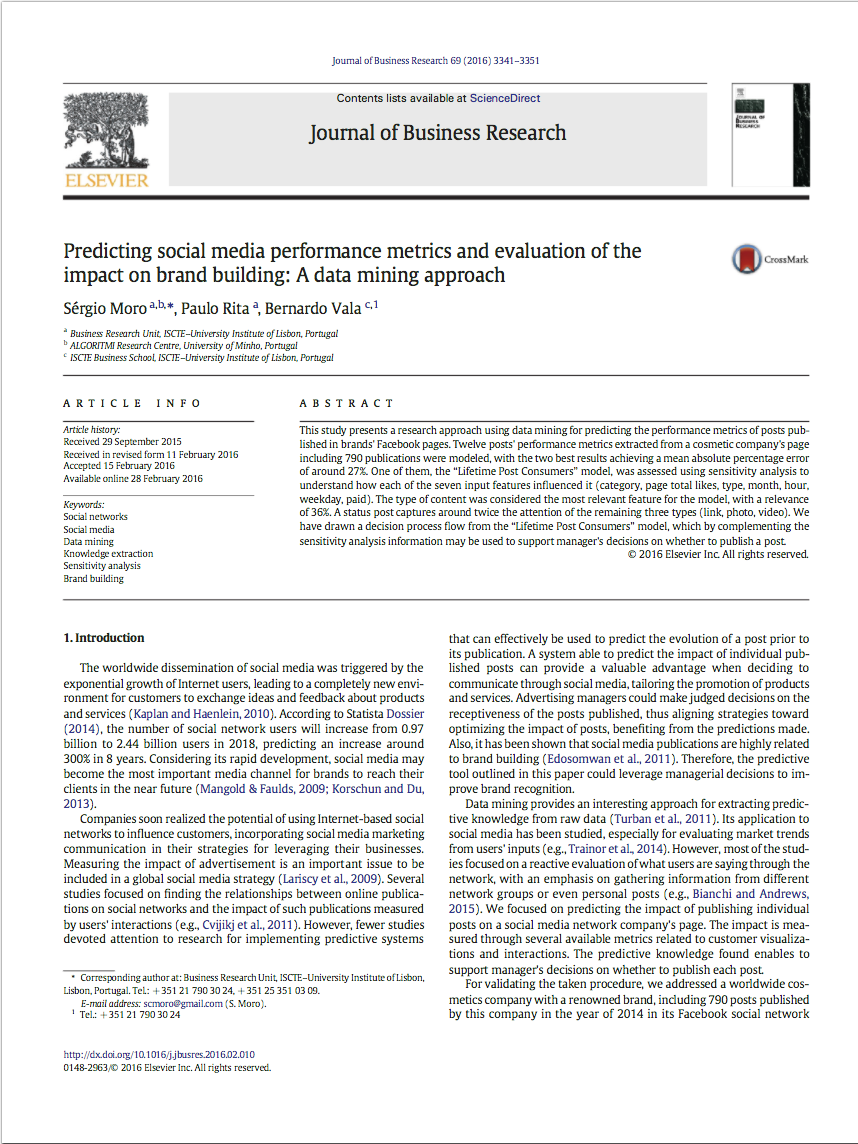 Journal of Business Research 69 (2016) 3341–3351
Contents lists available at ScienceDirect
Journal of Business Research
ELSEVIER
JOURNAL OF
BUSINESS
RESEARCH
Predicting social media performance metrics and evaluation of the
impact on brand building: A data mining approach
CrossMark
Sérgio Moro a,b,*, Paulo Rita a, Bernardo Vala c,1
a Business Research Unit, ISCTE–University Institute of Lisbon, Portugal
b ALGORITMI Research Centre, University of Minho, Portugal
c ISCTE Business School, ISCTE–University Institute of Lisbon, Portugal
ARTICLE INFO
Article history:
Received 29 September 2015
Received in revised form 11 February 2016
Accepted 15 February 2016
Available online 28 February 2016
Keywords:
Social networks
Social media
Data mining
Knowledge extraction
Sensitivity analysis
Brand building
ABSTRACT
This study presents a research approach using data mining for predicting the performance metrics of posts pub-
lished in brands' Facebook pages. Twelve posts' performance metrics extracted from a cosmetic company's page
including 790 publications were modeled, with the two best results achieving a mean absolute percentage error
of around 27%. One of them, the “Lifetime Post Consumers” model, was assessed using sensitivity analysis to
understand how each of the seven input features influenced it (category, page total likes, type, month, hour,
weekday, paid). The type of content was considered the most relevant feature for the model, with a relevance
of 36%. A status post captures around twice the attention of the remaining three types (link, photo, video). We
have drawn a decision process flow from the “Lifetime Post Consumers” model, which by complementing the
sensitivity analysis information may be used to support manager's decisions on whether to publish a post.
© 2016 Elsevier Inc. All rights reserved.
1. Introduction
The worldwide dissemination of social media was triggered by the
exponential growth of Internet users, leading to a completely new envi-
ronment for customers to exchange ideas and feedback about products
and services (Kaplan and Haenlein, 2010). According to Statista Dossier
(2014), the number of social network users will increase from 0.97
billion to 2.44 billion users in 2018, predicting an increase around
300% in 8 years. Considering its rapid development, social media may
become the most important media channel for brands to reach their
clients in the near future (Mangold & Faulds, 2009; Korschun and Du,
2013).
Companies soon realized the potential of using Internet-based social
networks to influence customers, incorporating social media marketing
communication in their strategies for leveraging their businesses.
Measuring the impact of advertisement is an important issue to be
included in a global social media strategy (Lariscy et al., 2009). Several
studies focused on finding the relationships between online publica-
tions on social networks and the impact of such publications measured
by users' interactions (e.g., Cvijikj et al., 2011). However, fewer studies
devoted attention to research for implementing predictive systems
* Corresponding author at: Business Research Unit, ISCTE–University Institute of Lisbon,
Lisbon, Portugal. Tel.: +351 21 790 30 24, +351 25 351 03 09.
E-mail address: scmoro@gmail.com (S. Moro).
1 Tel.: +351 21 790 30 24
that can effectively be used to predict the evolution of a post prior to
its publication. A system able to predict the impact of individual pub-
lished posts can provide a valuable advantage when deciding to
communicate through social media, tailoring the promotion of products
and services. Advertising managers could make judged decisions on the
receptiveness of the posts published, thus aligning strategies toward
optimizing the impact of posts, benefiting from the predictions made.
Also, it has been shown that social media publications are highly related
to brand building (Edosomwan et al., 2011). Therefore, the predictive
tool outlined in this paper could leverage managerial decisions to im-
prove brand recognition.
Data mining provides an interesting approach for extracting predic-
tive knowledge from raw data (Turban et al., 2011). Its application to
social media has been studied, especially for evaluating market trends
from users' inputs (e.g., Trainor et al., 2014). However, most of the stud-
ies focused on a reactive evaluation of what users are saying through the
network, with an emphasis on gathering information from different
network groups or even personal posts (e.g., Bianchi and Andrews,
2015). We focused on predicting the impact of publishing individual
posts on a social media network company's page. The impact is mea-
sured through several available metrics related to customer visualiza-
tions and interactions. The predictive knowledge found enables to
support manager's decisions on whether to publish each post.
For validating the taken procedure, we addressed a worldwide cos-
metics company with a renowned brand, including 790 posts published
by this company in the year of 2014 in its Facebook social network
http://dx.doi.org/10.1016/j.jbusres.2016.02.010
0148-2963/© 2016 Elsevier Inc. All rights reserved.